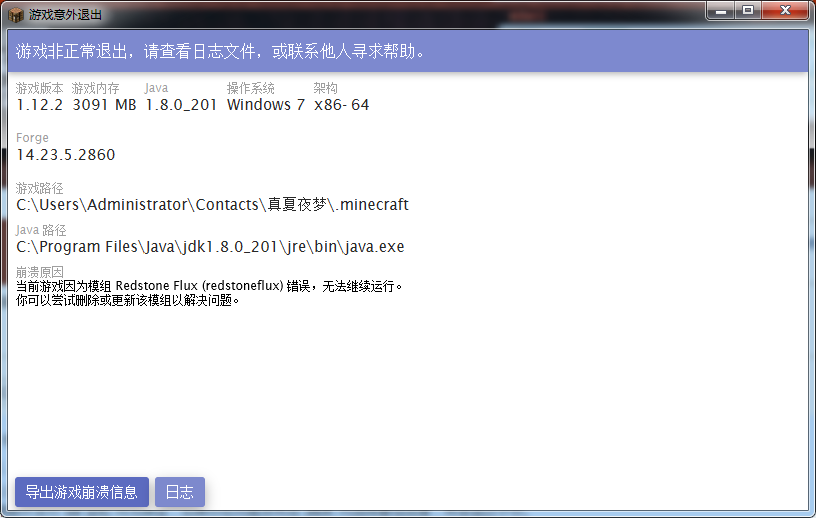 游戏意外退出
游戏非正常退出，请查看日志文件，或联系他人寻求帮助。
游戏版本 游戏内存 Java 操作系统 架构
1.12.2 3091 MB 1.8.0_201 Windows 7 x86-64
Forge
14.23.5.2860
游戏路径
C:\Users\Administrator\Contacts\真夏夜梦\.minecraft
Java 路径
C:\Program Files\Java\jdk1.8.0_201\jre\bin\java.exe
崩溃原因
当前游戏因为模组 Redstone Flux (redstoneflux) 错误，无法继续运行。
你可以尝试删除或更新该模组以解决问题。
导出游戏崩溃信息 日志